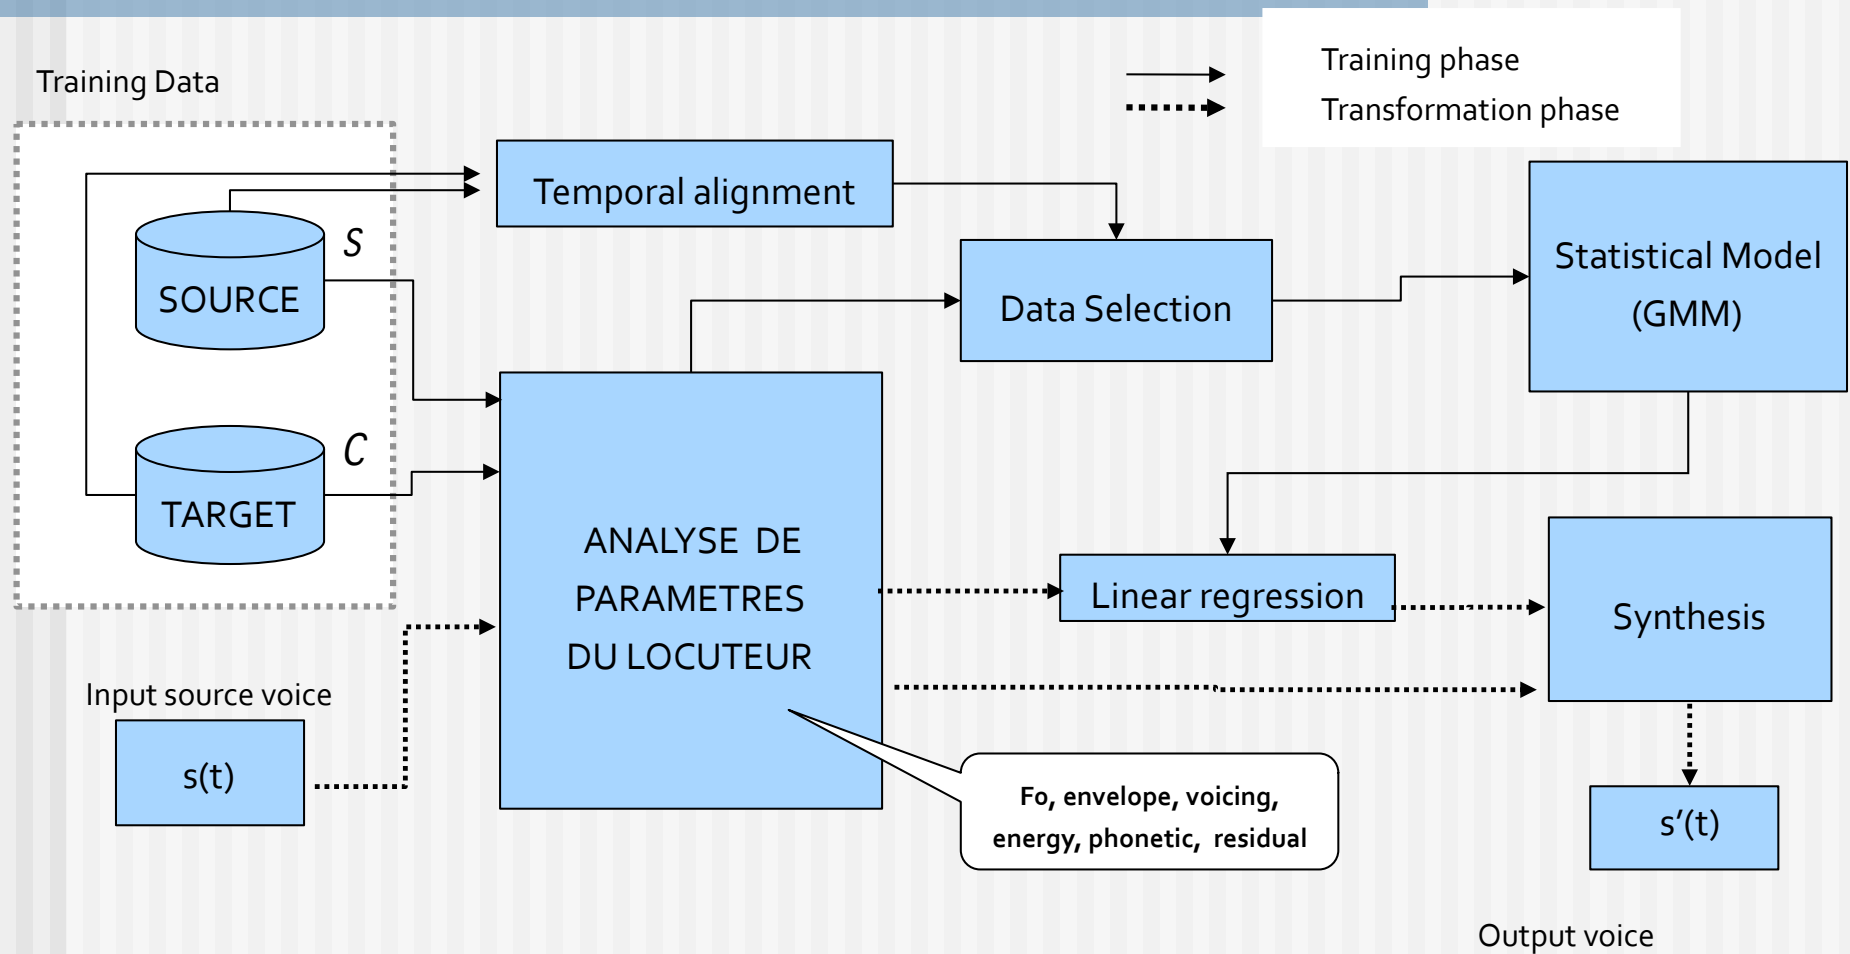 Training phase
Transformation phase
Training Data
Temporal alignment
S
SOURCE
Data Selection
Statistical Model
(GMM)
C
TARGET
ANALYSE DE
PARAMETRES
DU LOCUTEUR
Linear regression
Synthesis
Input source voice
s(t)
Fo, envelope, voicing,
energy, phonetic, residual
s’(t)
Output voice